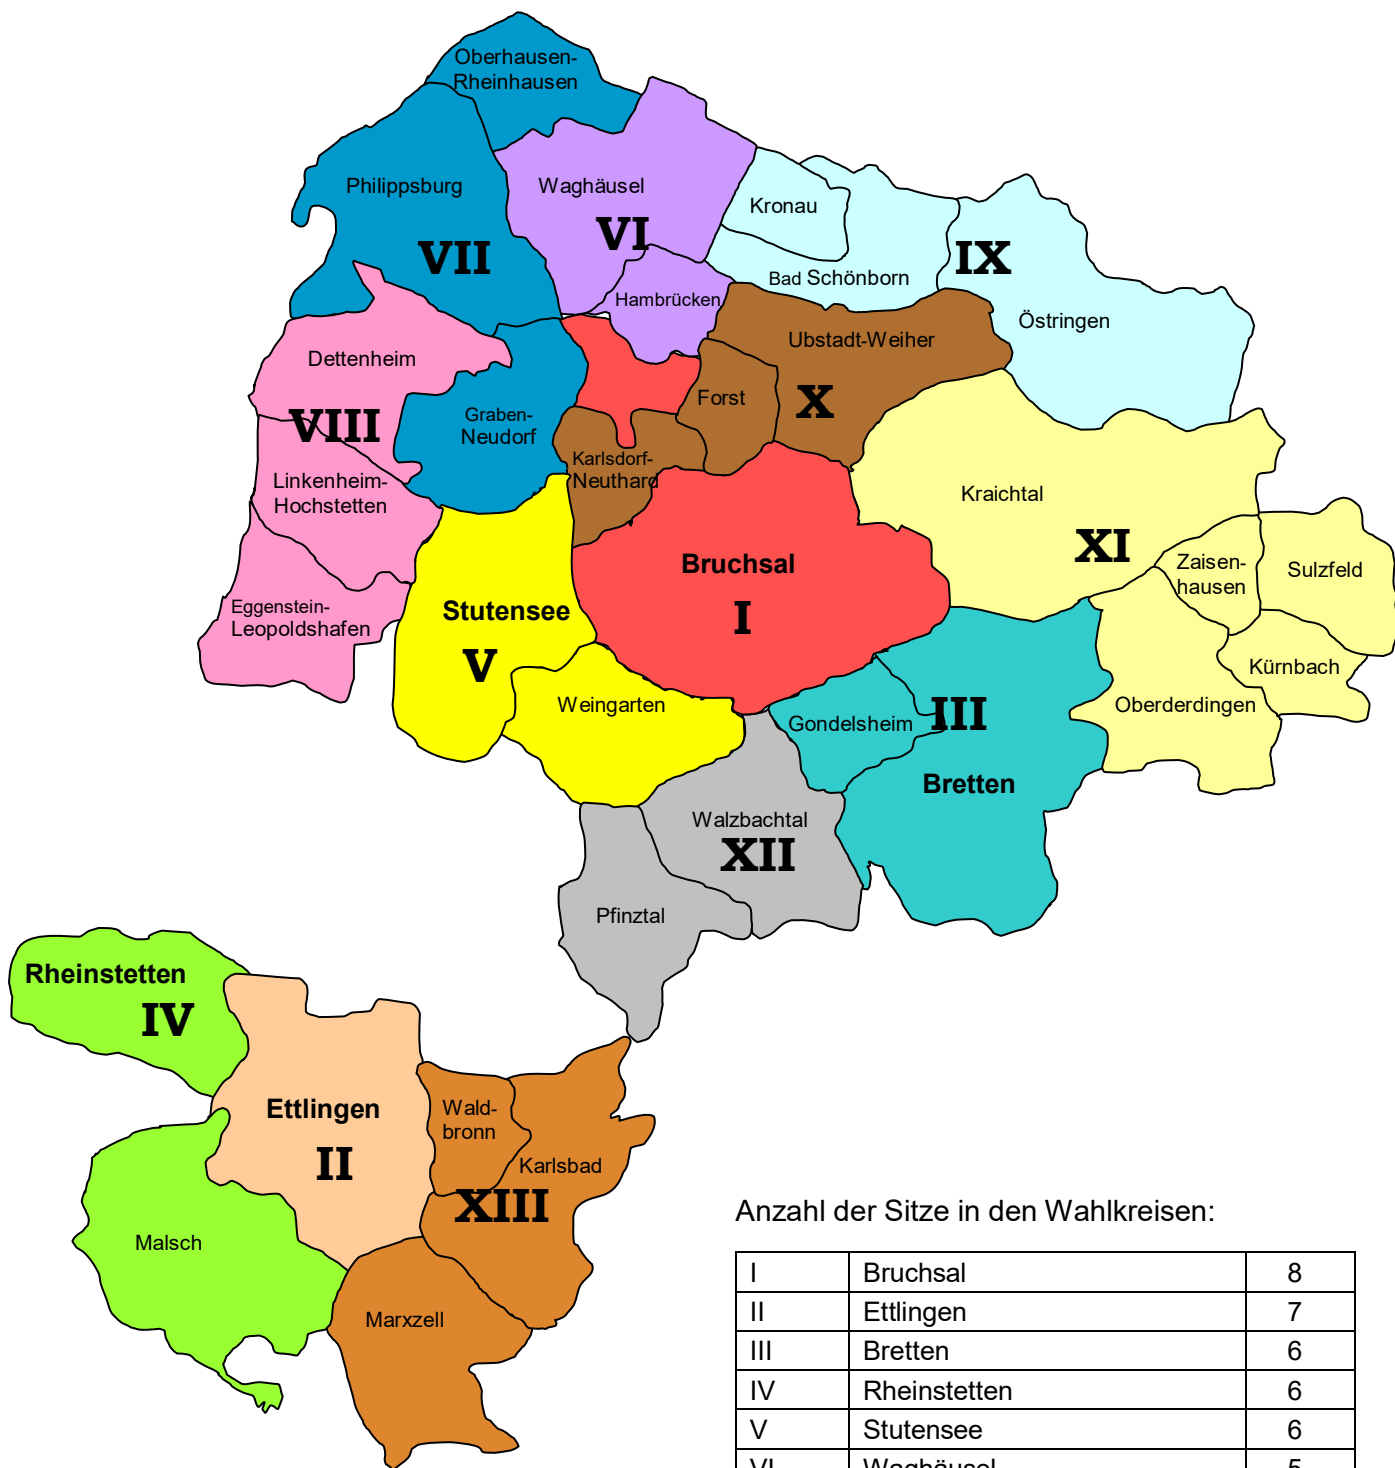 Oberhausen-
Rheinhausen
Philippsburg
VII
Waghäusel
VI
Hambrücken
Kronau
Bad Schönborn
IX
Östringen
Dettenheim
VIII
Graben-
Neudorf
Linkenheim-
Hochstetten
Eggenstein-
Leopoldshafen
Ubstadt-Weiher
X
Forst
Karlsdorf-
Neuthard
Kraichtal
XI
Zaisen-
hausen
Sulzfeld
Kürnbach
Oberderdingen
Bruchsal
I
Stutensee
V
Weingarten
Gondelsheim
III
Bretten
Walzbachtal
XII
Pfinztal
Rheinstetten
IV
Ettlingen
II
Wald-
bronn
Karlsbad
XIII
Malsch
Marxzell
Anzahl der Sitze in den Wahlkreisen:
I Bruchsal 8
II Ettlingen 7
III Bretten 6
IV Rheinstetten 6
V Stutensee 6
VI Waghäusel 5